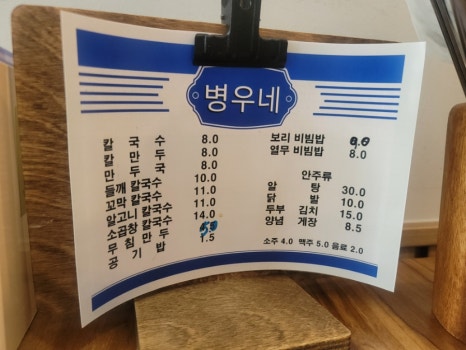 병우네
칼 국 수 8.0
칼 만 두 8.0
만 두 국 8.0
들깨 칼국수 10.0
꼬막 칼국수 11.0
알고니 칼국수 11.0
소곱창 칼국수 14.0
무 침 만 두
공 기 밥 1.5
보리 비빔밥
열무 비빔밥 8.0
안주류
알 탕 30.0
닭 발 10.0
두부 김치 15.0
양념 게장 8.5
소주 4.0 맥주 5.0 음료 2.0